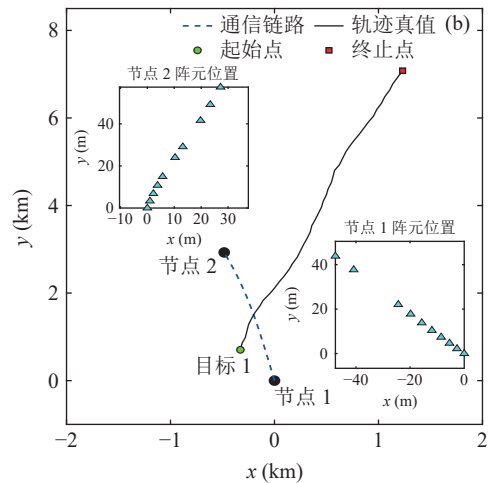 通信链路 轨迹真值 (b)
起始点 终止点
节点 2 阵元位置
y (m)
40
20
0
−10 0 10 20 30
x (m)
节点 1 阵元位置
y (m)
40
20
0
−40 −20 0
x (m)
节点 2
目标 1
节点 1
y (km)
8
6
4
2
0
−2 −1 0 1 2
x (km)